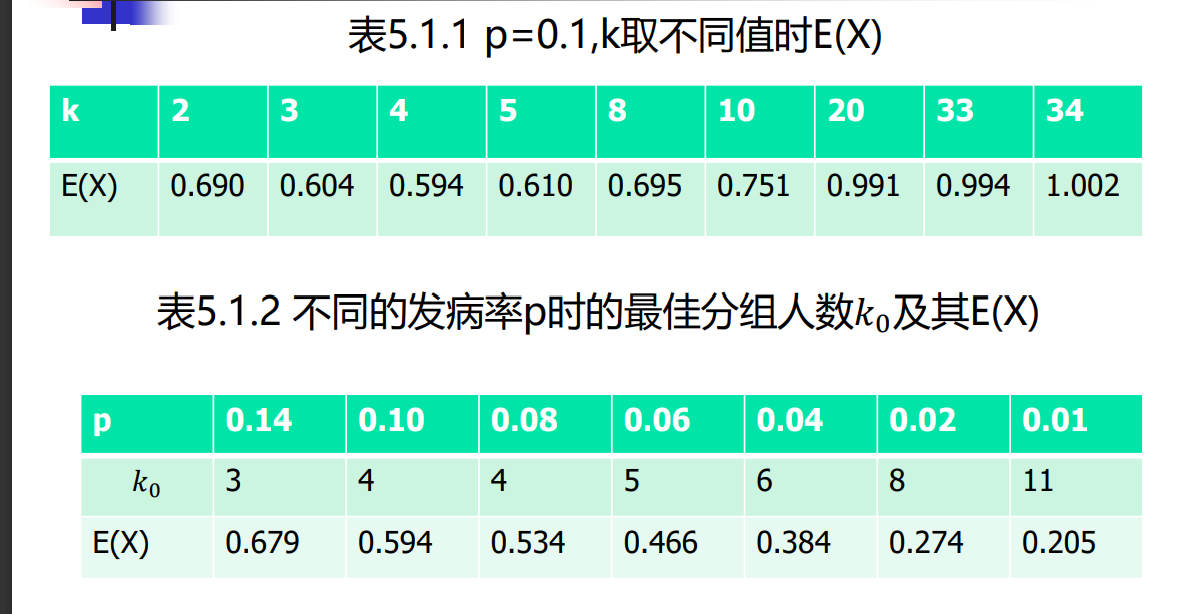 表5.1.1 p=0.1,k取不同值时E(X)
k 2 3 4 5 8 10 20 33 34
E(X) 0.690 0.604 0.594 0.610 0.695 0.751 0.991 0.994 1.002
表5.1.2 不同的发病率p时的最佳分组人数k₀及其E(X)
p 0.14 0.10 0.08 0.06 0.04 0.02 0.01
k₀ 3 4 4 5 6 8 11
E(X) 0.679 0.594 0.534 0.466 0.384 0.274 0.205